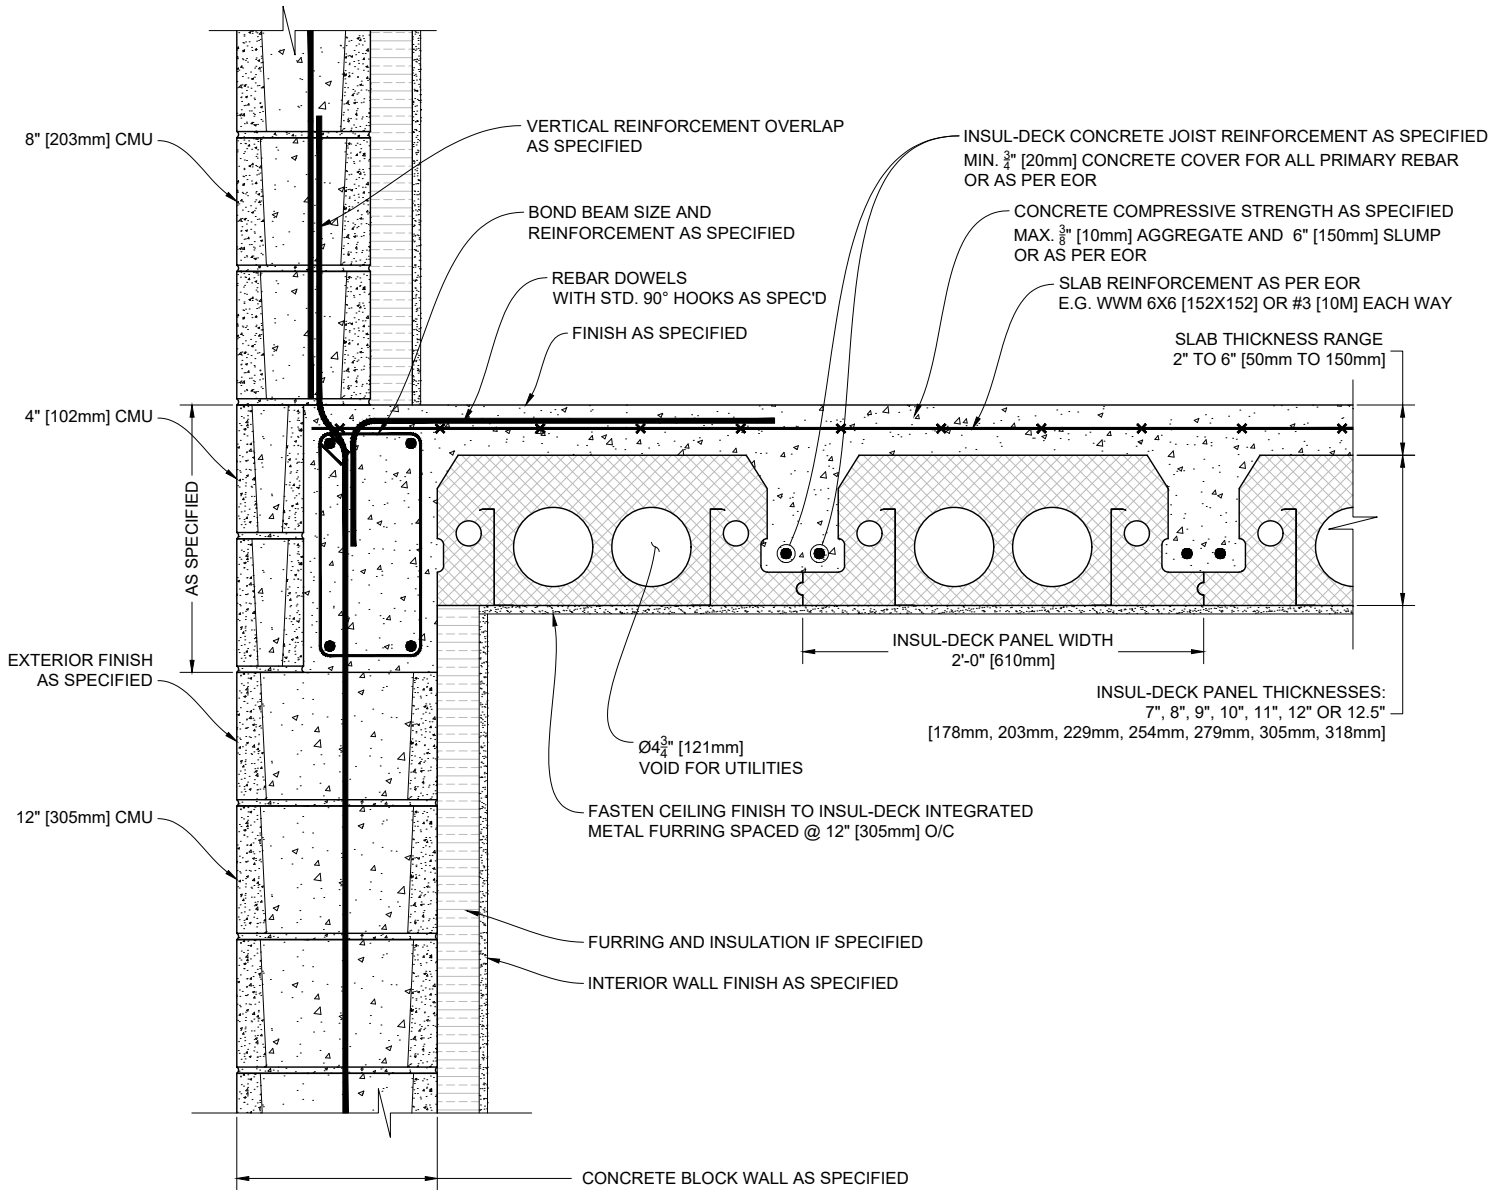 8" [203mm] CMU
VERTICAL REINFORCEMENT OVERLAP
AS SPECIFIED
BOND BEAM SIZE AND
REINFORCEMENT AS SPECIFIED
REBAR DOWELS
WITH STD. 90° HOOKS AS SPEC'D
FINISH AS SPECIFIED
INSUL-DECK CONCRETE JOIST REINFORCEMENT AS SPECIFIED
MIN. 3/4" [20mm] CONCRETE COVER FOR ALL PRIMARY REBAR
OR AS PER EOR
CONCRETE COMPRESSIVE STRENGTH AS SPECIFIED
MAX. 3/8" [10mm] AGGREGATE AND 6" [150mm] SLUMP
OR AS PER EOR
SLAB REINFORCEMENT AS PER EOR
E.G. WWM 6X6 [152X152] OR #3 [10M] EACH WAY
SLAB THICKNESS RANGE
2" TO 6" [50mm TO 150mm]
4" [102mm] CMU
AS SPECIFIED
EXTERIOR FINISH
AS SPECIFIED
INSUL-DECK PANEL WIDTH
2'-0" [610mm]
INSUL-DECK PANEL THICKNESSES:
7", 8", 9", 10", 11", 12" OR 12.5"
[178mm, 203mm, 229mm, 254mm, 279mm, 305mm, 318mm]
Ø4 3/4" [121mm]
VOID FOR UTILITIES
12" [305mm] CMU
FASTEN CEILING FINISH TO INSUL-DECK INTEGRATED
METAL FURRING SPACED @ 12" [305mm] O/C
FURRING AND INSULATION IF SPECIFIED
INTERIOR WALL FINISH AS SPECIFIED
CONCRETE BLOCK WALL AS SPECIFIED